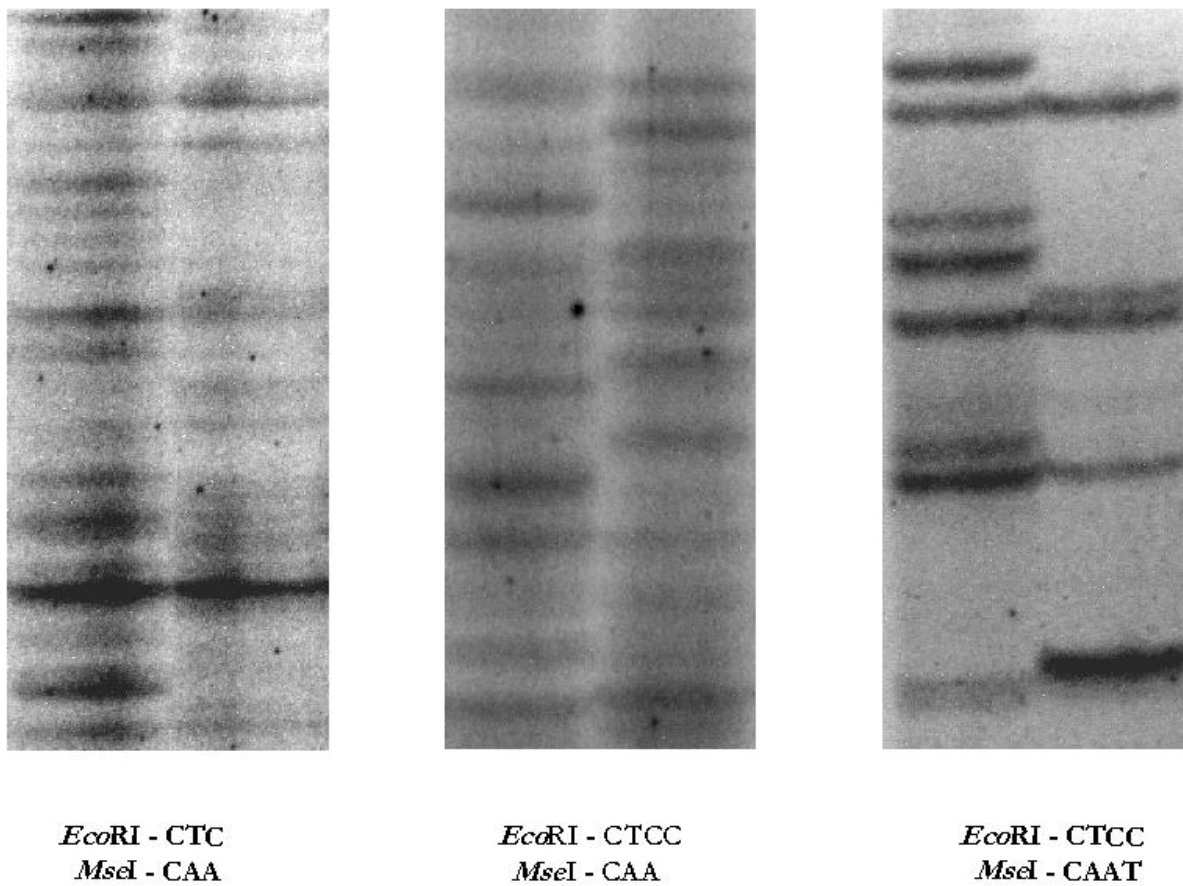 EcoRI - CTC
MseI - CAA
EcoRI - CTCC
MseI - CAA
EcoRI - CTCC
MseI - CAAT